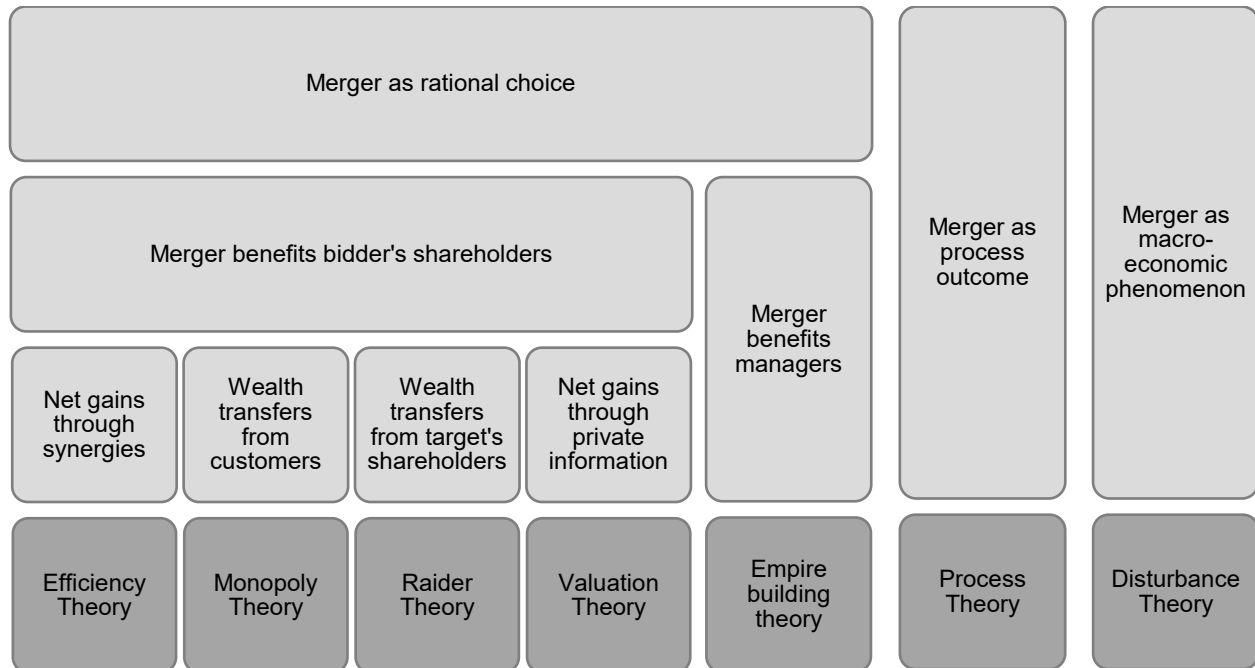 Merger as rational choice
Merger benefits bidder's shareholders
Merger
benefits
managers
Merger as
process
outcome
Merger as
macro-
economic
phenomenon
Net gains
through
synergies
Wealth
transfers
from
customers
Wealth
transfers
from target's
shareholders
Net gains
through
private
information
Efficiency
Theory
Monopoly
Theory
Raider
Theory
Valuation
Theory
Empire
building
theory
Process
Theory
Disturbance
Theory